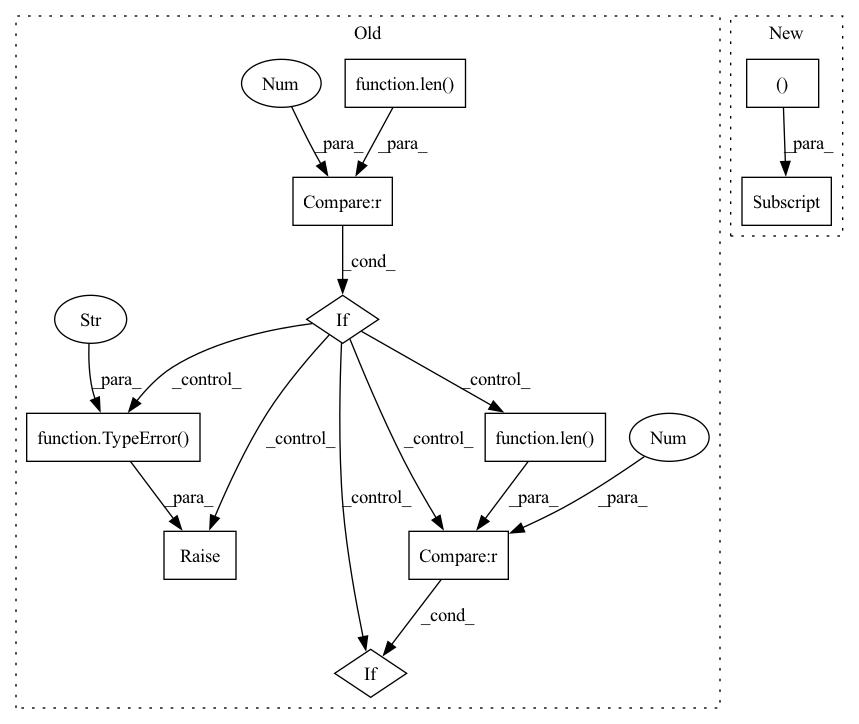 Old
New
Num
function.len()
()
_para_
_para_
_para_
Compare:r
Subscript
_cond_
Str
If
_para_
_control_
_control_
function.TypeError()
_control_
_control_
function.len()
Num
_para_
_control_
_para_
_para_
Raise
Compare:r
_cond_
If